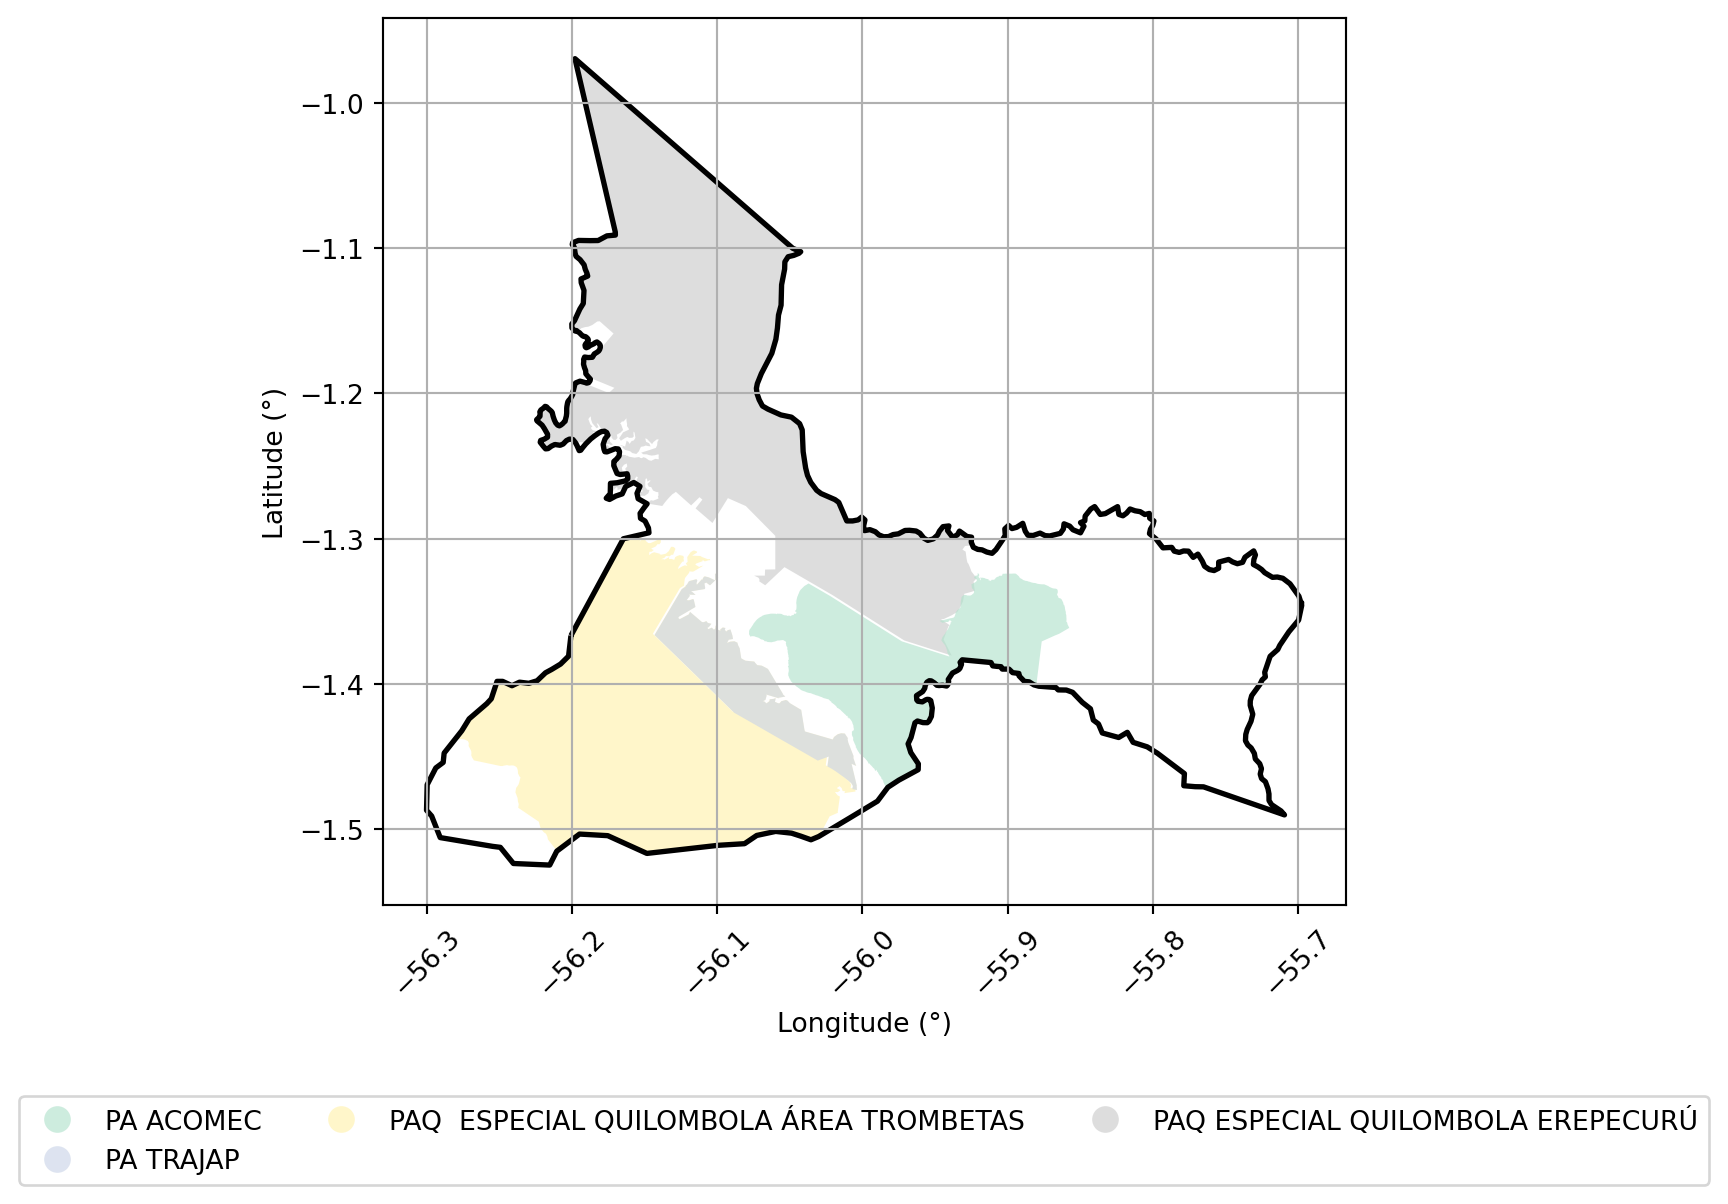 −1.0
−1.1
−1.2
−1.3
−1.4
−1.5
Latitude (°)
−56.3
−56.2
−56.1
−56.0
−55.9
−55.8
−55.7
Longitude (°)
PA ACOMEC
PAQ  ESPECIAL QUILOMBOLA ÁREA TROMBETAS
PAQ ESPECIAL QUILOMBOLA EREPECURÚ
PA TRAJAP